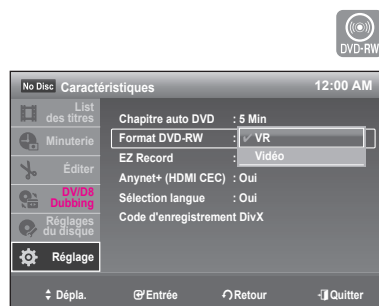 DVD-RW
No Disc Caractéristiques 12:00 AM
List des titres
Minuterie
Éditer
DV/D8 Dubbing
Réglages du disque
Réglage
Chapitre auto DVD : 5 Min
Format DVD-RW : ✓ VR
Vidéo
EZ Record :
Anynet+ (HDMI CEC) : Oui
Sélection langue : Oui
Code d'enregistrement DivX
Dépla. Entrée Retour Quitter